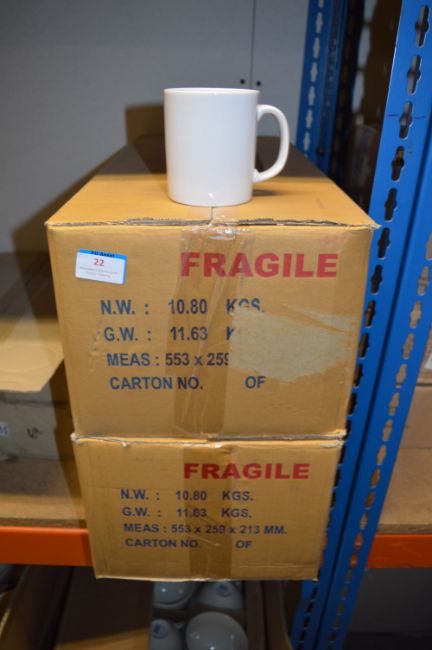 22
FRAGILE
N.W. : 10.80 KGS.
G.W. : 11.63
MEAS : 553 x 259
CARTON NO. OF
FRAGILE
N.W. : 10.80 KGS.
G.W. : 11.63 KGS.
MEAS : 553 x 259 x 213 MM.
CARTON NO. OF